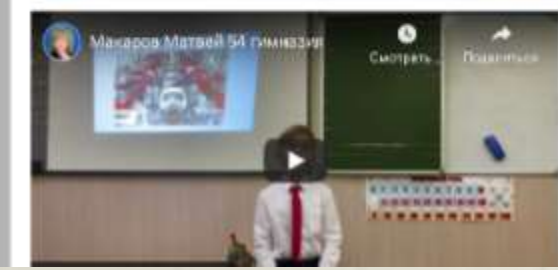 Макаров Матвей 54 гимназия
Смотреть...
Поделиться